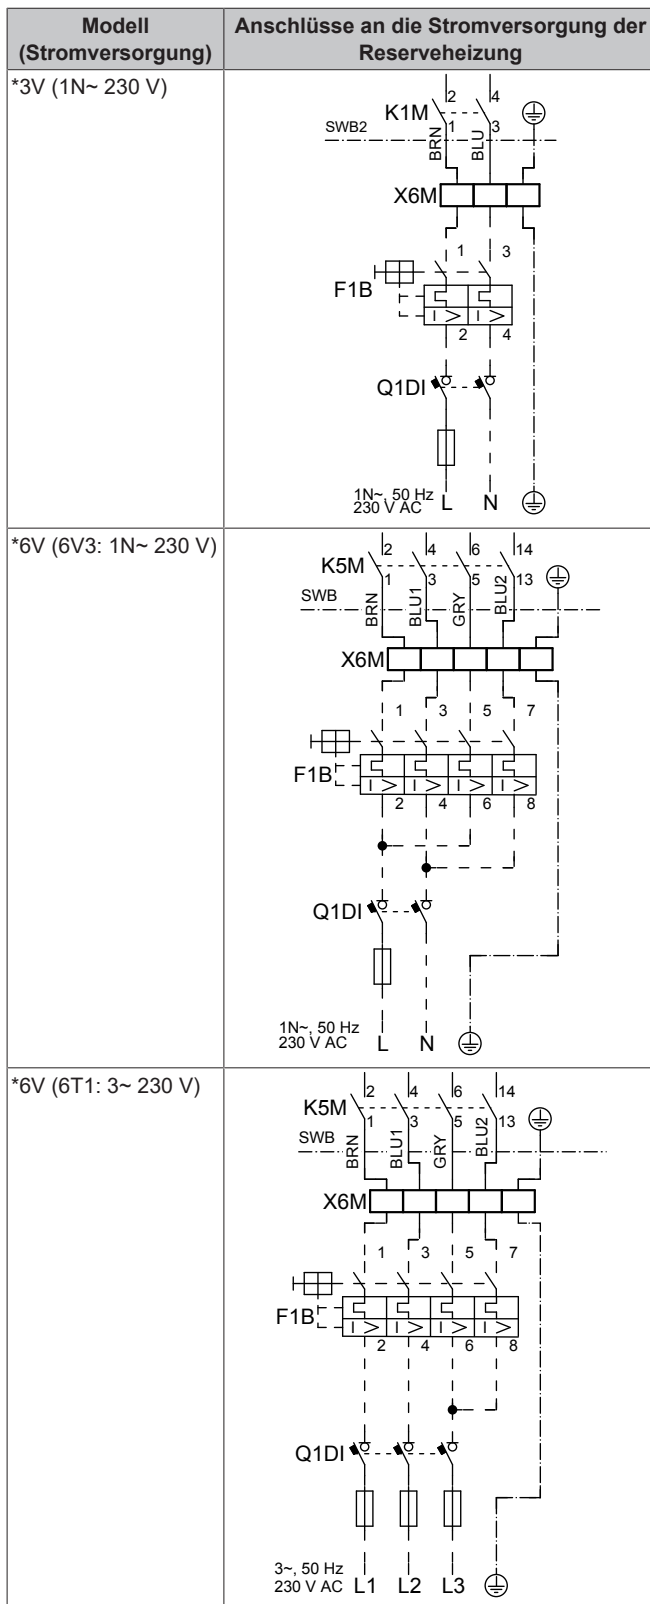 Modell
(Stromversorgung)
Anschlüsse an die Stromversorgung der
Reserveheizung
*3V (1N~ 230 V)
2 4
K1M
1 3
SWB2
BRN BLU
X6M
1 3
F1B
I > I >
2 4
Q1DI
1N~, 50 Hz
230 V AC
L N
*6V (6V3: 1N~ 230 V)
2 4 6 14
K5M
1 3 5 13
SWB
BRN BLU1 GRY BLU2
X6M
1 3 5 7
F1B
I > I > I > I >
2 4 6 8
Q1DI
1N~, 50 Hz
230 V AC
L N
*6V (6T1: 3~ 230 V)
2 4 6 14
K5M
1 3 5 13
SWB
BRN BLU1 GRY BLU2
X6M
1 3 5 7
F1B
I > I > I > I >
2 4 6 8
Q1DI
3~, 50 Hz
230 V AC
L1 L2 L3